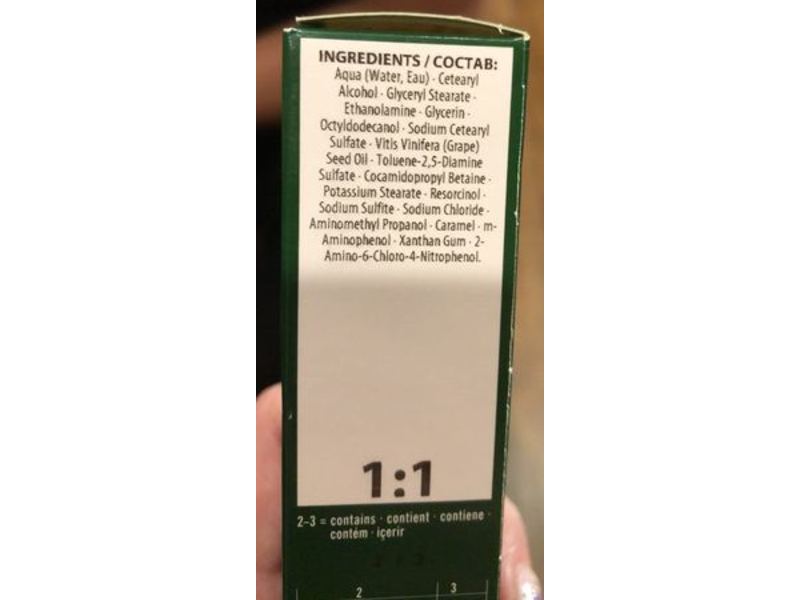 INGREDIENTS / СОСТАВ:
Aqua (Water, Eau) · Cetearyl
Alcohol · Glyceryl Stearate ·
Ethanolamine · Glycerin ·
Octyldodecanol · Sodium Cetearyl
Sulfate · Vitis Vinifera (Grape)
Seed Oil · Toluene-2,5-Diamine
Sulfate · Cocamidopropyl Betaine ·
Potassium Stearate · Resorcinol ·
Sodium Sulfite · Sodium Chloride ·
Aminomethyl Propanol · Caramel · m-
Aminophenol · Xanthan Gum · 2-
Amino-6-Chloro-4-Nitrophenol.
1:1
2–3 = contains · contient · contiene ·
contém · içerir
2 3